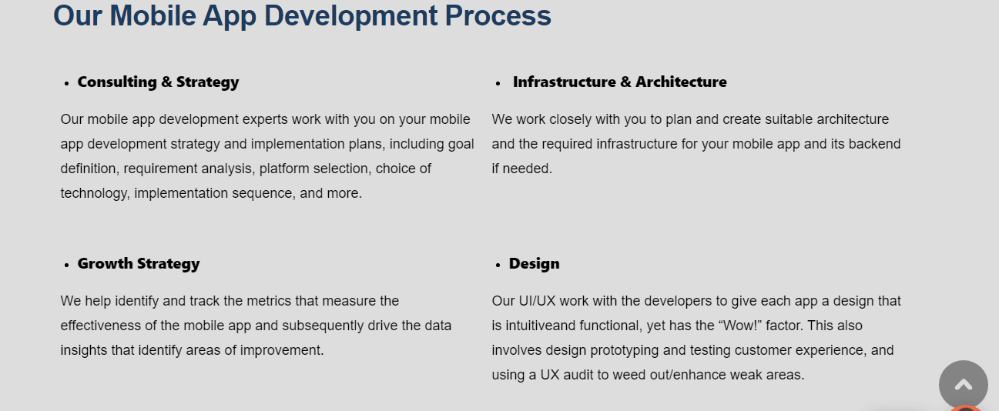 Our Mobile App Development Process
• Consulting & Strategy
Our mobile app development experts work with you on your mobile
app development strategy and implementation plans, including goal
definition, requirement analysis, platform selection, choice of
technology, implementation sequence, and more.
• Infrastructure & Architecture
We work closely with you to plan and create suitable architecture
and the required infrastructure for your mobile app and its backend
if needed.
• Growth Strategy
We help identify and track the metrics that measure the
effectiveness of the mobile app and subsequently drive the data
insights that identify areas of improvement.
• Design
Our UI/UX work with the developers to give each app a design that
is intuitiveand functional, yet has the “Wow!” factor. This also
involves design prototyping and testing customer experience, and
using a UX audit to weed out/enhance weak areas.